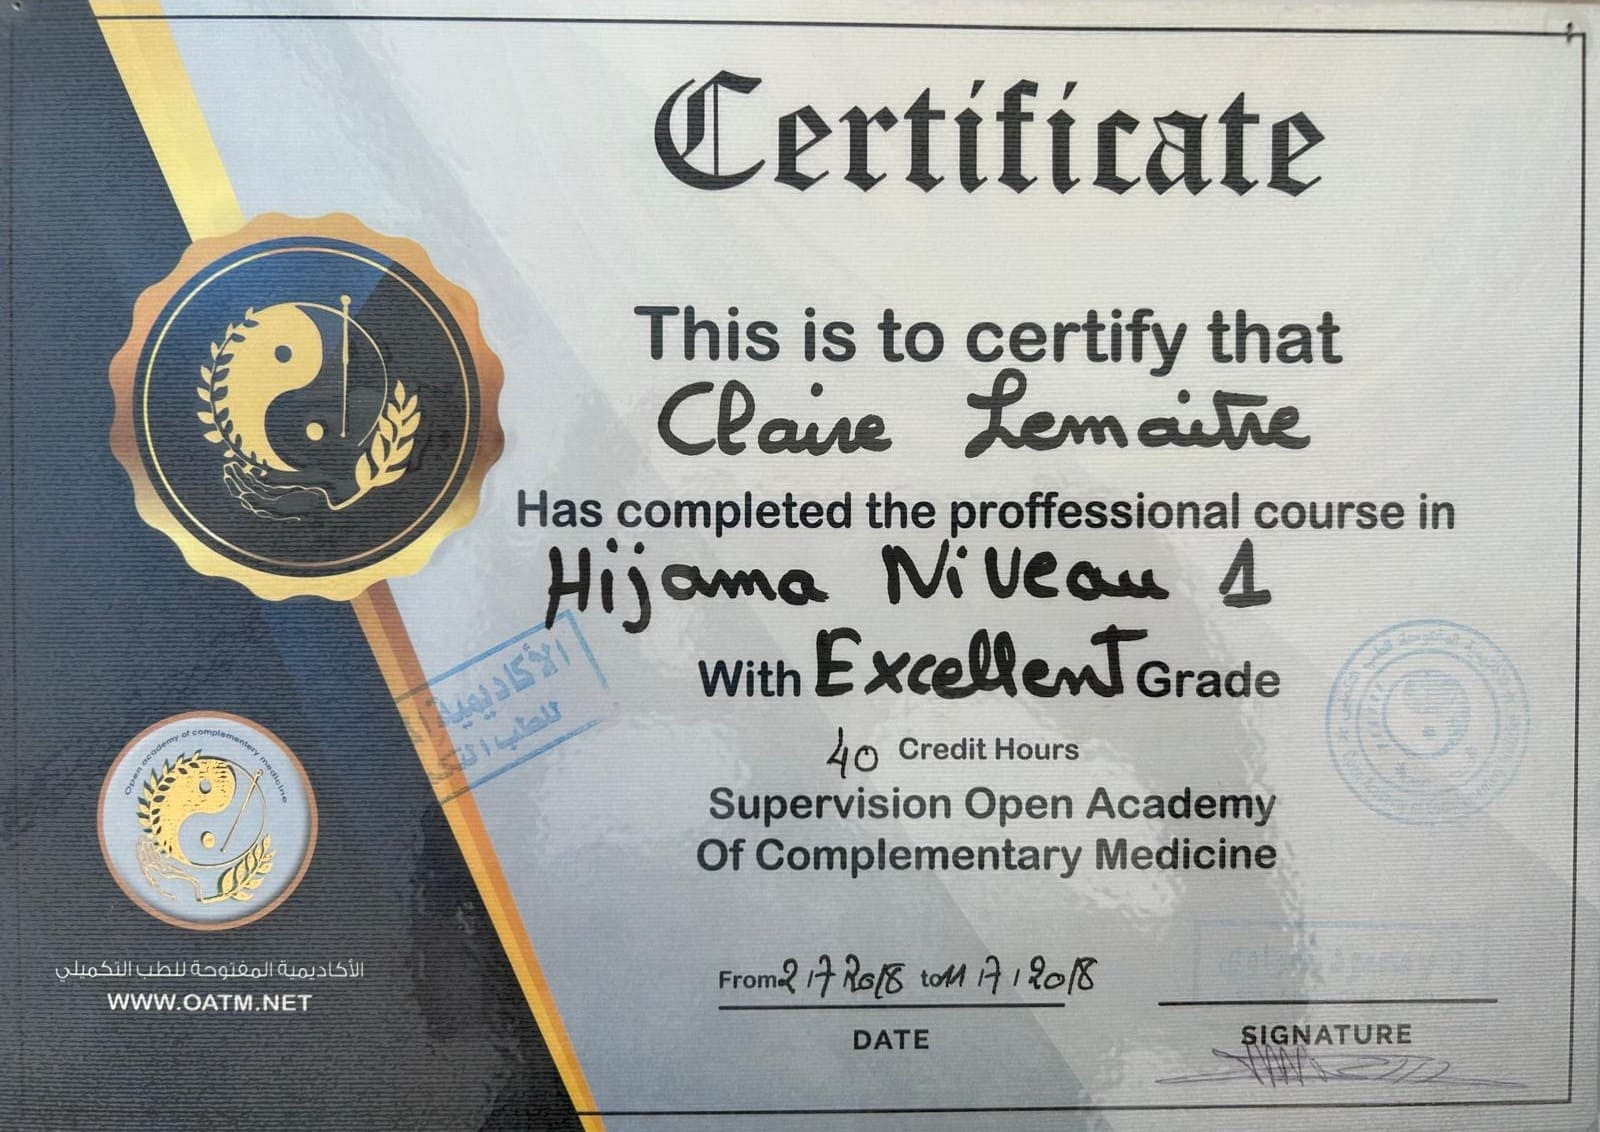 Certificate
This is to certify that
Claire Lemaitre
Has completed the proffessional course in
Hijama Niveau 1
With Excellent Grade
40 Credit Hours
Supervision Open Academy
Of Complementary Medicine
From 2 / 7 2018 to 11 / 7 / 2018
DATE
SIGNATURE
الأكاديمية
للطب
Open academy of complementary medicine
الأكاديمية المفتوحة للطب التكميلي
WWW.OATM.NET